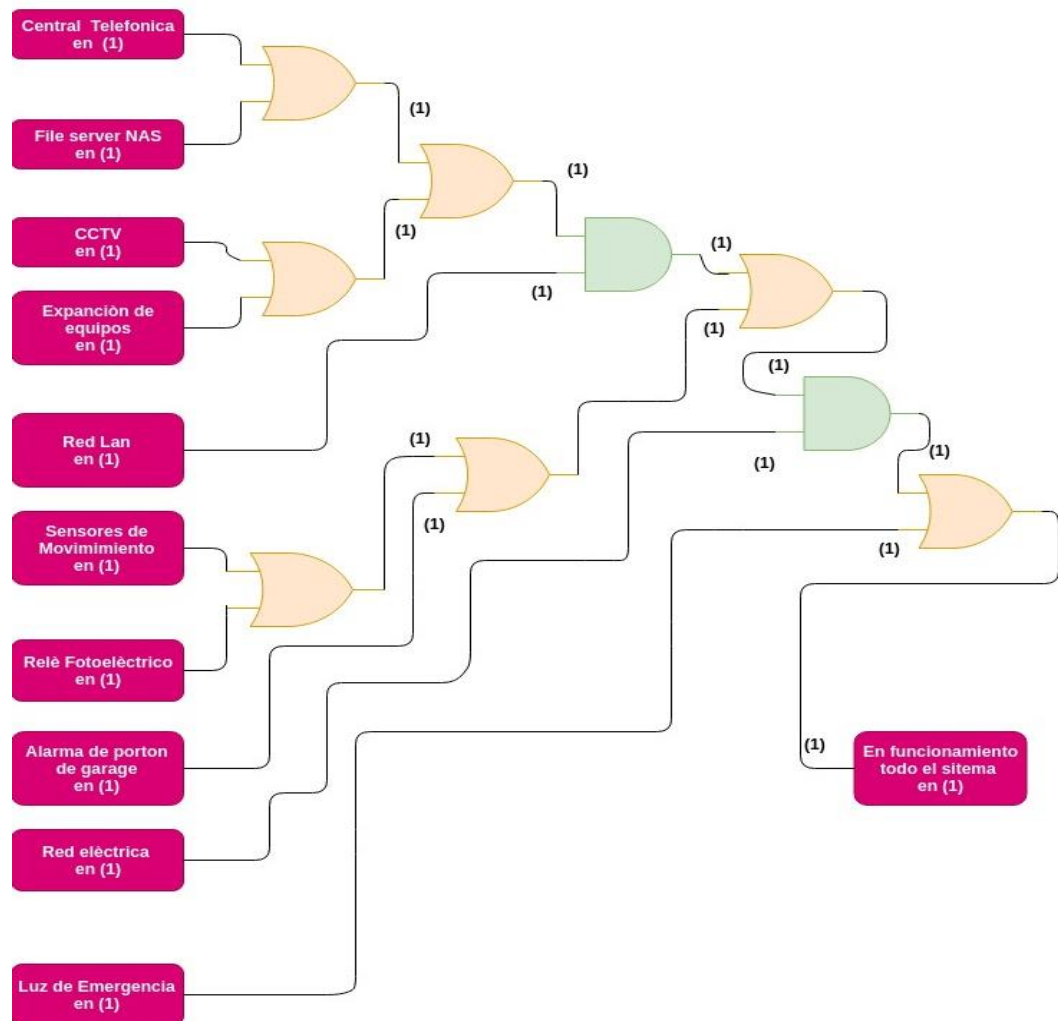 Central Telefonica
en (1)
(1)
File server NAS
en (1)
(1)
CCTV
en (1)
(1)
(1)
(1)
Expanciòn de
equipos
en (1)
(1)
(1)
Red Lan
en (1)
(1)
(1)
(1)
Sensores de
Movimimiento
en (1)
(1)
(1)
Relè Fotoelèctrico
en (1)
Alarma de porton
de garage
en (1)
(1)
En funcionamiento
todo el sitema
en (1)
Red elèctrica
en (1)
Luz de Emergencia
en (1)